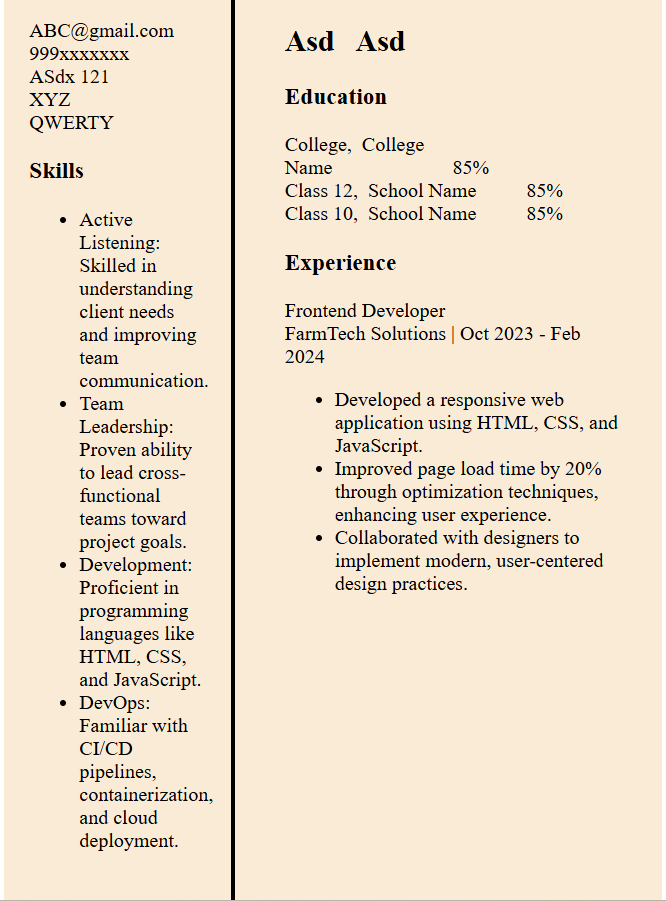 ABC@gmail.com
999xxxxxxx
ASdx 121
XYZ
QWERTY
Skills
• Active
Listening:
Skilled in
understanding
client needs
and improving
team
communication.
• Team
Leadership:
Proven ability
to lead cross-
functional
teams toward
project goals.
• Development:
Proficient in
programming
languages like
HTML, CSS,
and JavaScript.
• DevOps:
Familiar with
CI/CD
pipelines,
containerization,
and cloud
deployment.
Asd Asd
Education
College, College
Name 85%
Class 12, School Name 85%
Class 10, School Name 85%
Experience
Frontend Developer
FarmTech Solutions | Oct 2023 - Feb
2024
• Developed a responsive web
application using HTML, CSS, and
JavaScript.
• Improved page load time by 20%
through optimization techniques,
enhancing user experience.
• Collaborated with designers to
implement modern, user-centered
design practices.